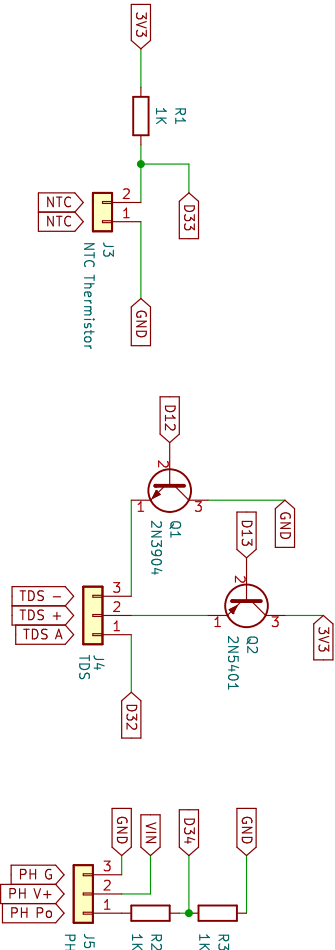 3V3
R1
1K
D33
2
1
NTC
NTC
J3
NTC Thermistor
GND
D12
2
1
3
Q1
2N3904
GND
D13
2
1
3
Q2
2N5401
3V3
TDS -
TDS +
TDS A
3
2
1
J4
TDS
D32
GND
VIN
D34
GND
PH G
PH V+
PH Po
3
2
1
J5
PH
R2
1K
R3
1K